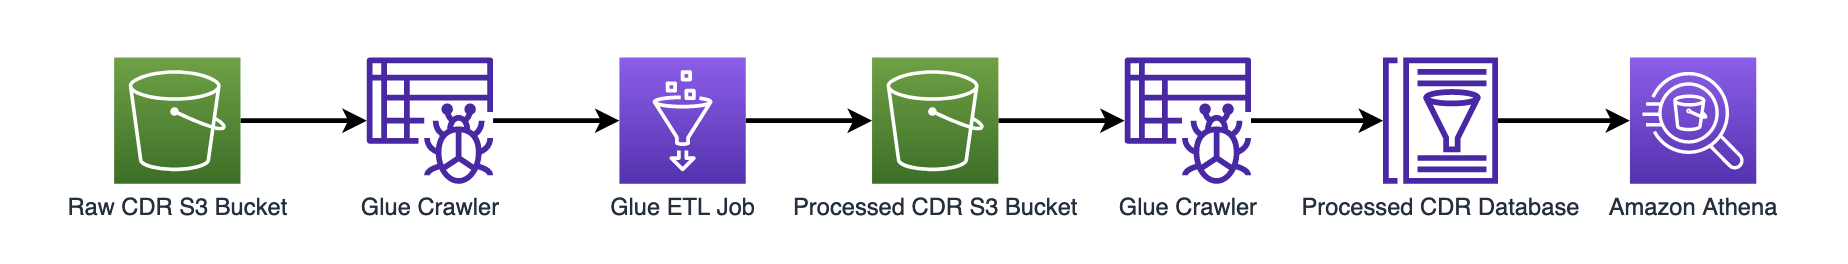 Raw CDR S3 Bucket
Glue Crawler
Glue ETL Job
Processed CDR S3 Bucket
Glue Crawler
Processed CDR Database
Amazon Athena